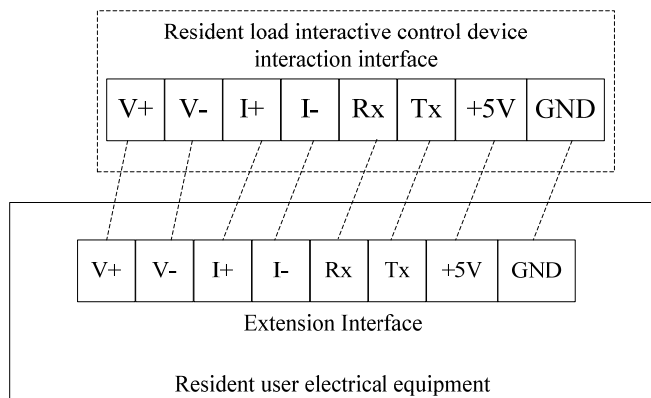 Resident load interactive control device
interaction interface
V+ V- I+ I- Rx Tx +5V GND
V+ V- I+ I- Rx Tx +5V GND
Extension Interface
Resident user electrical equipment